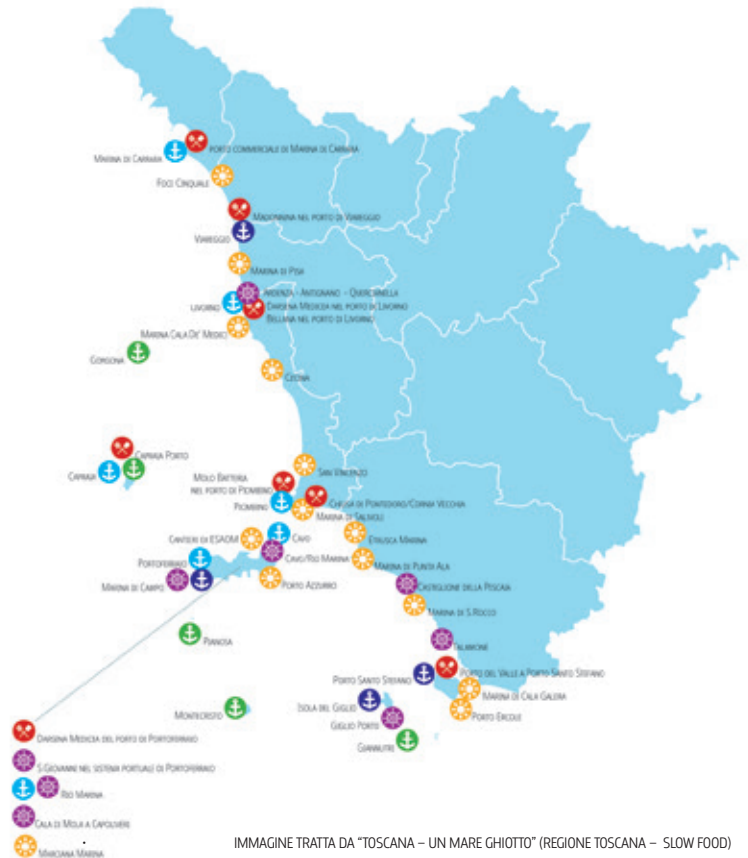 PORTO COMMERCIALE DI MARINA DI CARRARA
MARINA DI CARRARA
FOCE CINQUALE
MADONNINA NEL PORTO DI VIAREGGIO
VIAREGGIO
MARINA DI PISA
ARDENZA - ANTIGNANO - QUERCIANELLA
LIVORNO
DARSENA MEDICEA NEL PORTO DI LIVORNO
BELLANA NEL PORTO DI LIVORNO
MARINA CALA DE' MEDICI
GORGONA
CECINA
CAPRAIA PORTO
CAPRAIA
SAN VINCENZO
MOLO BATTERIA
NEL PORTO DI PIOMBINO
CHIUSA DI PONTEDORO/CORNIA VECCHIA
PIOMBINO
MARINA DI SALIVOLI
CANTIERI DI ESAOM
CAVO
ETRUSCA MARINA
CAVO/RIO MARINA
PORTOFERRAIO
MARINA DI PUNTA ALA
MARINA DI CAMPO
PORTO AZZURRO
CASTIGLIONE DELLA PESCAIA
MARINA DI S.ROCCO
PIANOSA
TALAMONE
PORTO DEL VALLE A PORTO SANTO STEFANO
PORTO SANTO STEFANO
MARINA DI CALA GALERA
MONTECRISTO
ISOLA DEL GIGLIO
PORTO ERCOLE
GIGLIO PORTO
GIANNUTRI
DARSENA MEDICEA DEL PORTO DI PORTOFERRAIO
S.GIOVANNI NEL SISTEMA PORTUALE DI PORTOFERRAIO
RIO MARINA
CALA DI MOLA A CAPOLIVERI
MARCIANA MARINA
IMMAGINE TRATTA DA "TOSCANA – UN MARE GHIOTTO" (REGIONE TOSCANA – SLOW FOOD)